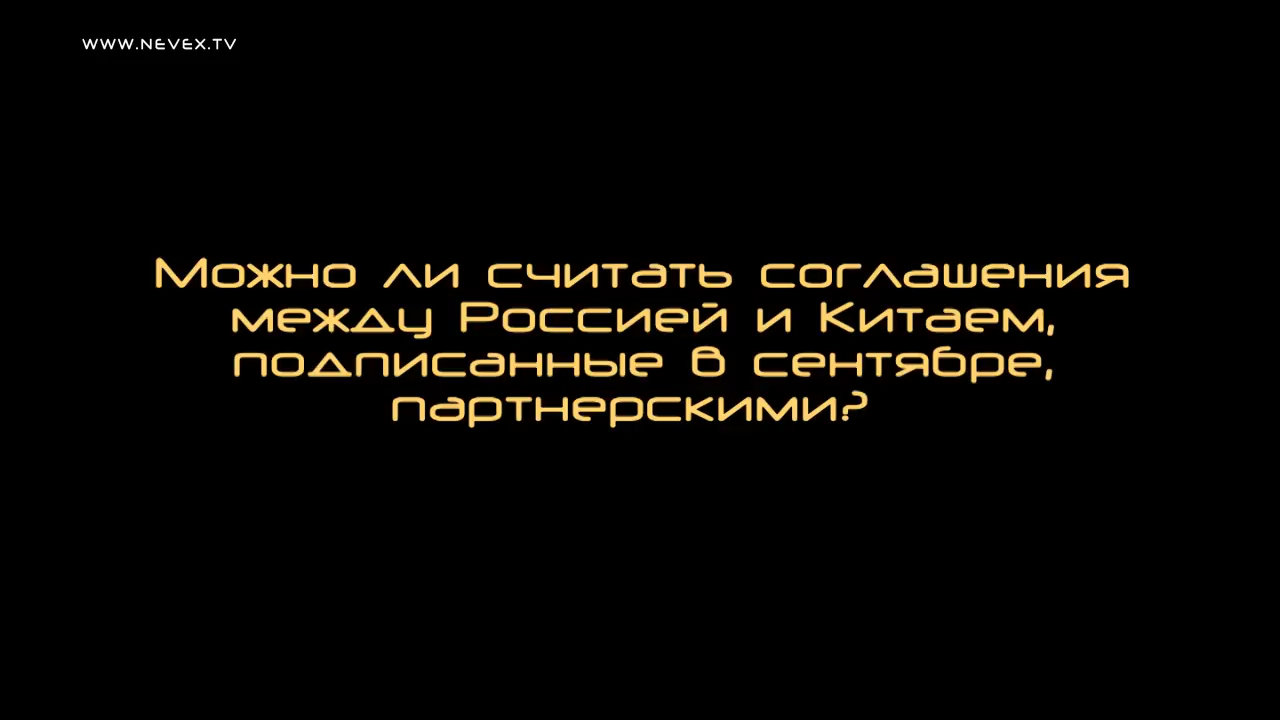 WWW.NEVEX.TV
Можно ли считать соглашения
между Россией и Китаем,
подписанные в сентябре,
партнерскими?